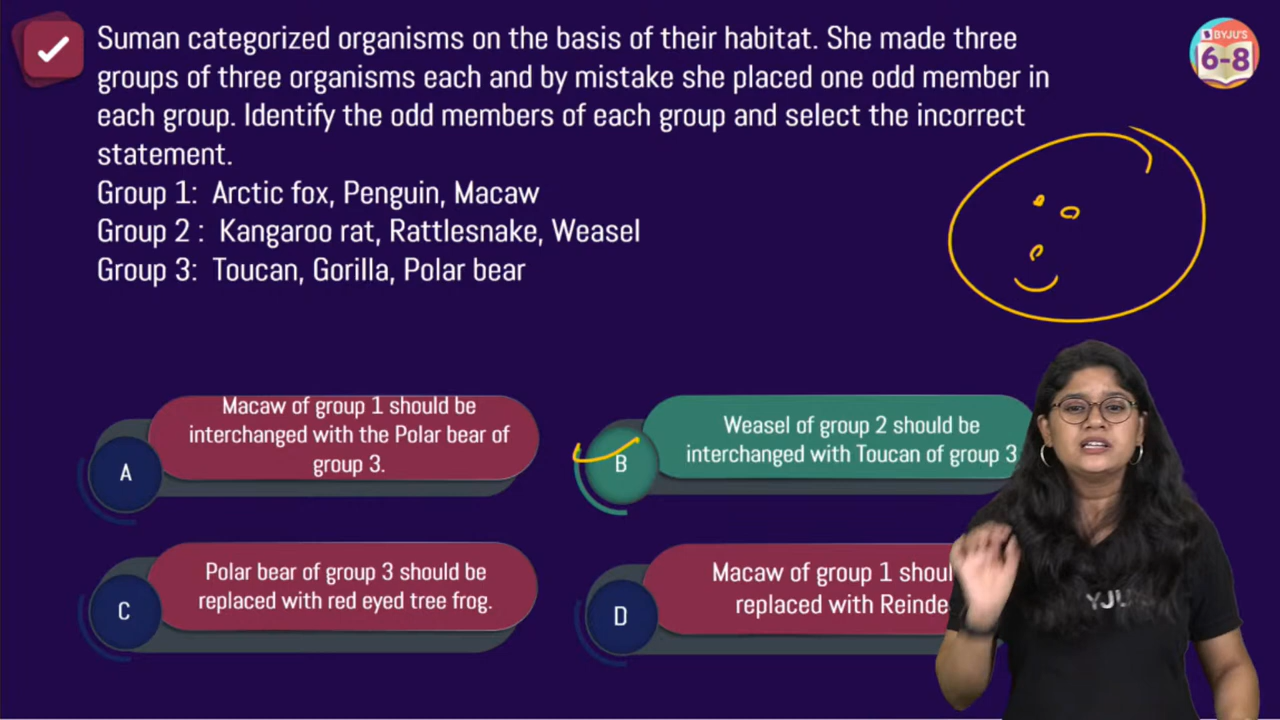 Suman categorized organisms on the basis of their habitat. She made three
groups of three organisms each and by mistake she placed one odd member in
each group. Identify the odd members of each group and select the incorrect
statement.
Group 1: Arctic fox, Penguin, Macaw
Group 2 : Kangaroo rat, Rattlesnake, Weasel
Group 3: Toucan, Gorilla, Polar bear
BYJU'S
6-8
A
Macaw of group 1 should be
interchanged with the Polar bear of
group 3.
B
Weasel of group 2 should be
interchanged with Toucan of group 3
C
Polar bear of group 3 should be
replaced with red eyed tree frog.
D
Macaw of group 1
replaced with